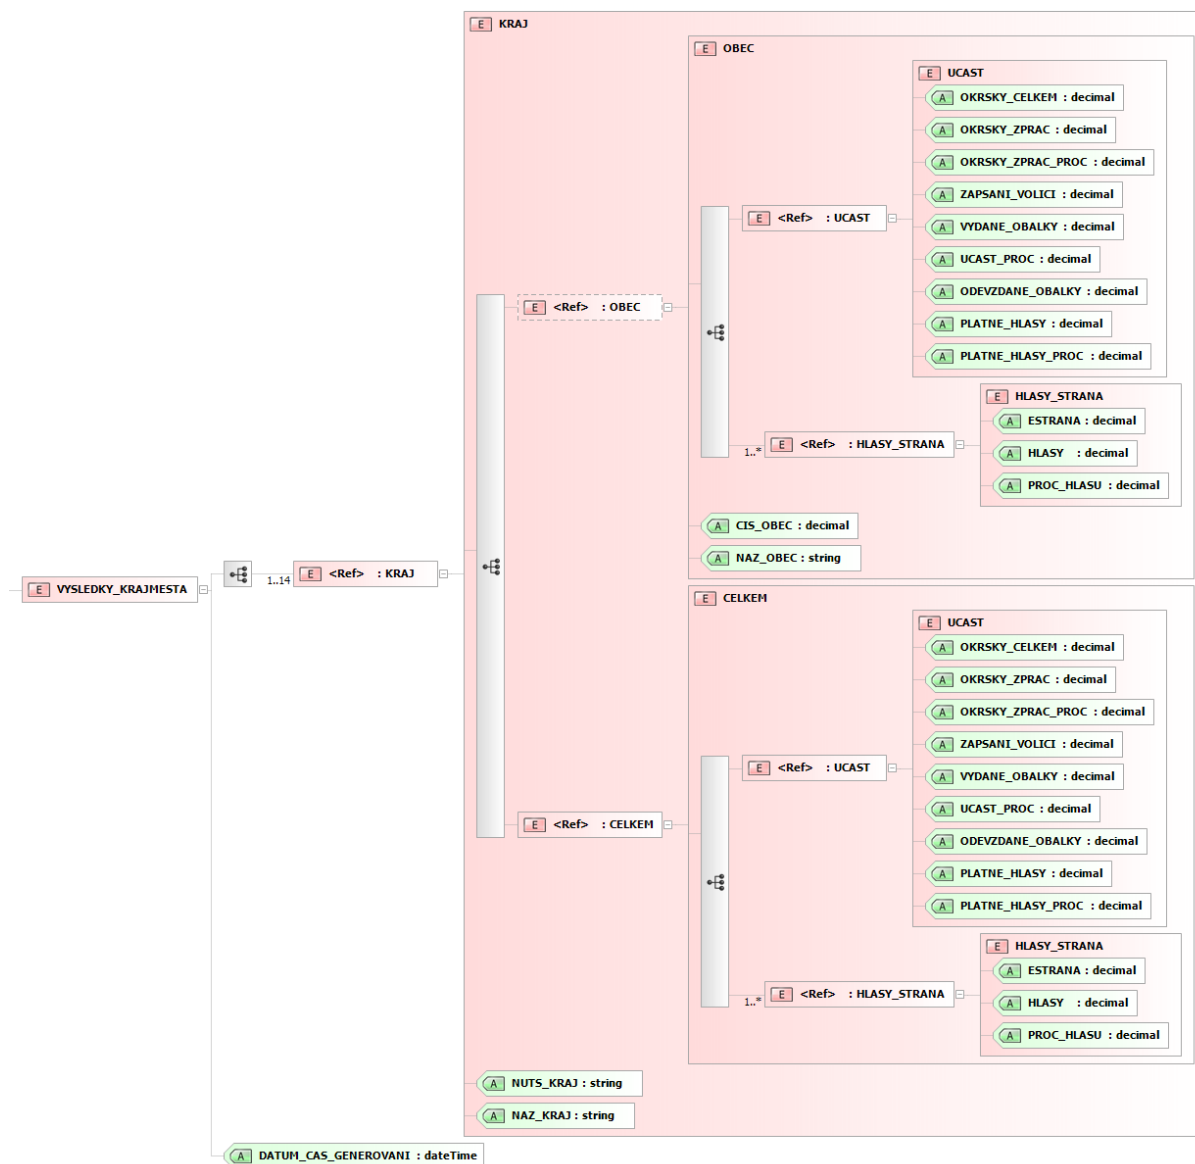 E KRAJ
E OBEC
E UCAST
A OKRSKY_CELKEM : decimal
A OKRSKY_ZPRAC : decimal
A OKRSKY_ZPRAC_PROC : decimal
A ZAPSANI_VOLICI : decimal
A VYDANE_OBALKY : decimal
A UCAST_PROC : decimal
A ODEVZDANE_OBALKY : decimal
A PLATNE_HLASY : decimal
A PLATNE_HLASY_PROC : decimal
E <Ref> : UCAST
E <Ref> : OBEC
E HLASY_STRANA
A ESTRANA : decimal
A HLASY : decimal
A PROC_HLASU : decimal
1..* E <Ref> : HLASY_STRANA
A CIS_OBEC : decimal
A NAZ_OBEC : string
E VYSLEDKY_KRAJMESTA
1..14 E <Ref> : KRAJ
E CELKEM
E UCAST
A OKRSKY_CELKEM : decimal
A OKRSKY_ZPRAC : decimal
A OKRSKY_ZPRAC_PROC : decimal
A ZAPSANI_VOLICI : decimal
A VYDANE_OBALKY : decimal
A UCAST_PROC : decimal
A ODEVZDANE_OBALKY : decimal
A PLATNE_HLASY : decimal
A PLATNE_HLASY_PROC : decimal
E <Ref> : UCAST
E <Ref> : CELKEM
E HLASY_STRANA
A ESTRANA : decimal
A HLASY : decimal
A PROC_HLASU : decimal
1..* E <Ref> : HLASY_STRANA
A NUTS_KRAJ : string
A NAZ_KRAJ : string
A DATUM_CAS_GENEROVANI : dateTime